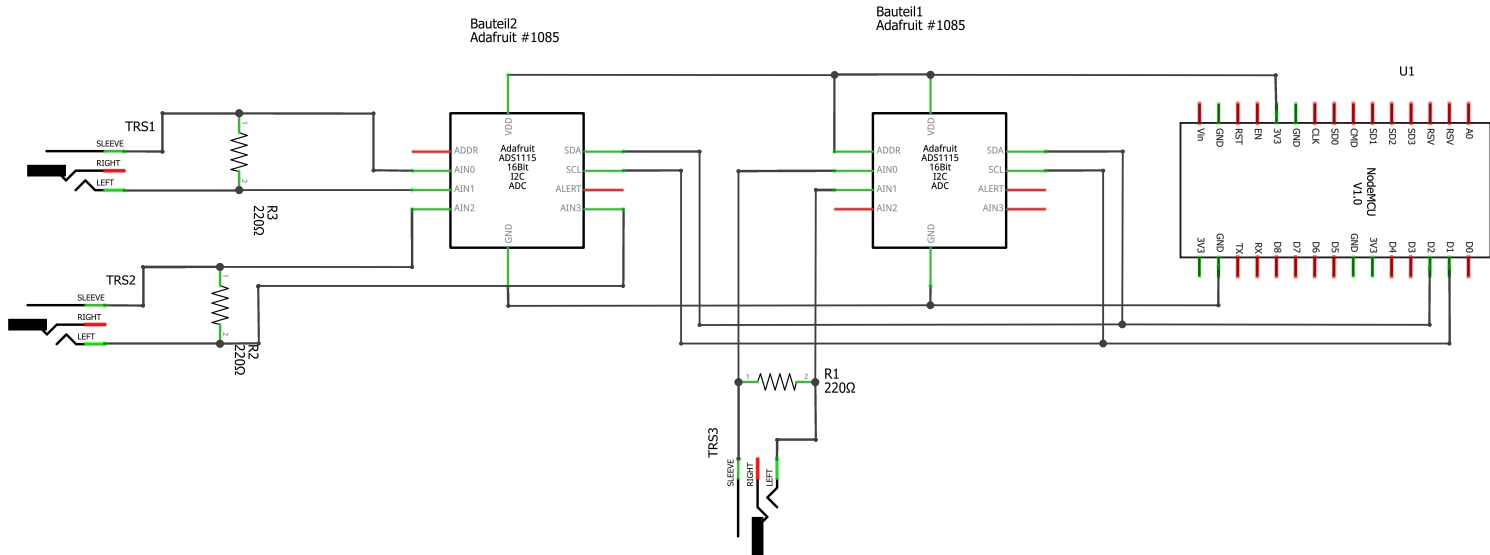 Bauteil2
Adafruit #1085
Bauteil1
Adafruit #1085
U1
TRS1
SLEEVE
RIGHT
LEFT
1
2
R3
220Ω
VDD
ADDR
AIN0
AIN1
AIN2
Adafruit
ADS1115
16Bit
I2C
ADC
SDA
SCL
ALERT
AIN3
GND
VDD
ADDR
AIN0
AIN1
AIN2
Adafruit
ADS1115
16Bit
I2C
ADC
SDA
SCL
ALERT
AIN3
GND
Vin
GND
RST
EN
3V3
GND
CLK
SD0
CMD
SD1
SD2
SD3
RSV
RSV
A0
NodeMCU
V1.0
3V3
GND
TX
RX
D8
D7
D6
D5
GND
3V3
D4
D3
D2
D1
D0
TRS2
SLEEVE
RIGHT
LEFT
1
2
R2
220Ω
1
2
R1
220Ω
TRS3
SLEEVE
RIGHT
LEFT